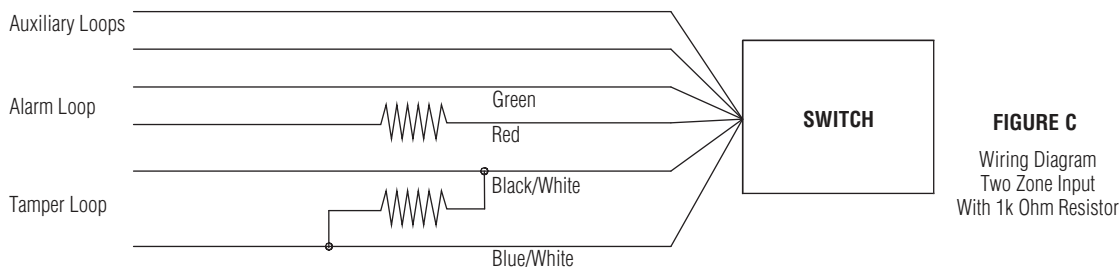 Auxiliary Loops
Alarm Loop
Green
Red
Tamper Loop
Black/White
Blue/White
SWITCH
FIGURE C
Wiring Diagram
Two Zone Input
With 1k Ohm Resistor